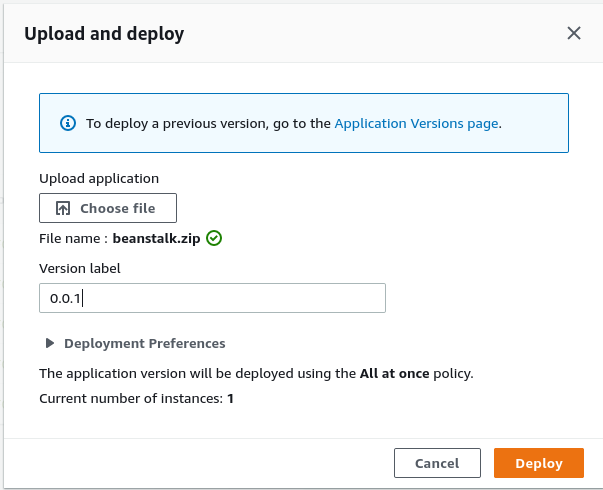 Upload and deploy
To deploy a previous version, go to the Application Versions page.
Upload application
Choose file
File name : beanstalk.zip
Version label
0.0.1
Deployment Preferences
The application version will be deployed using the All at once policy.
Current number of instances: 1
Cancel Deploy